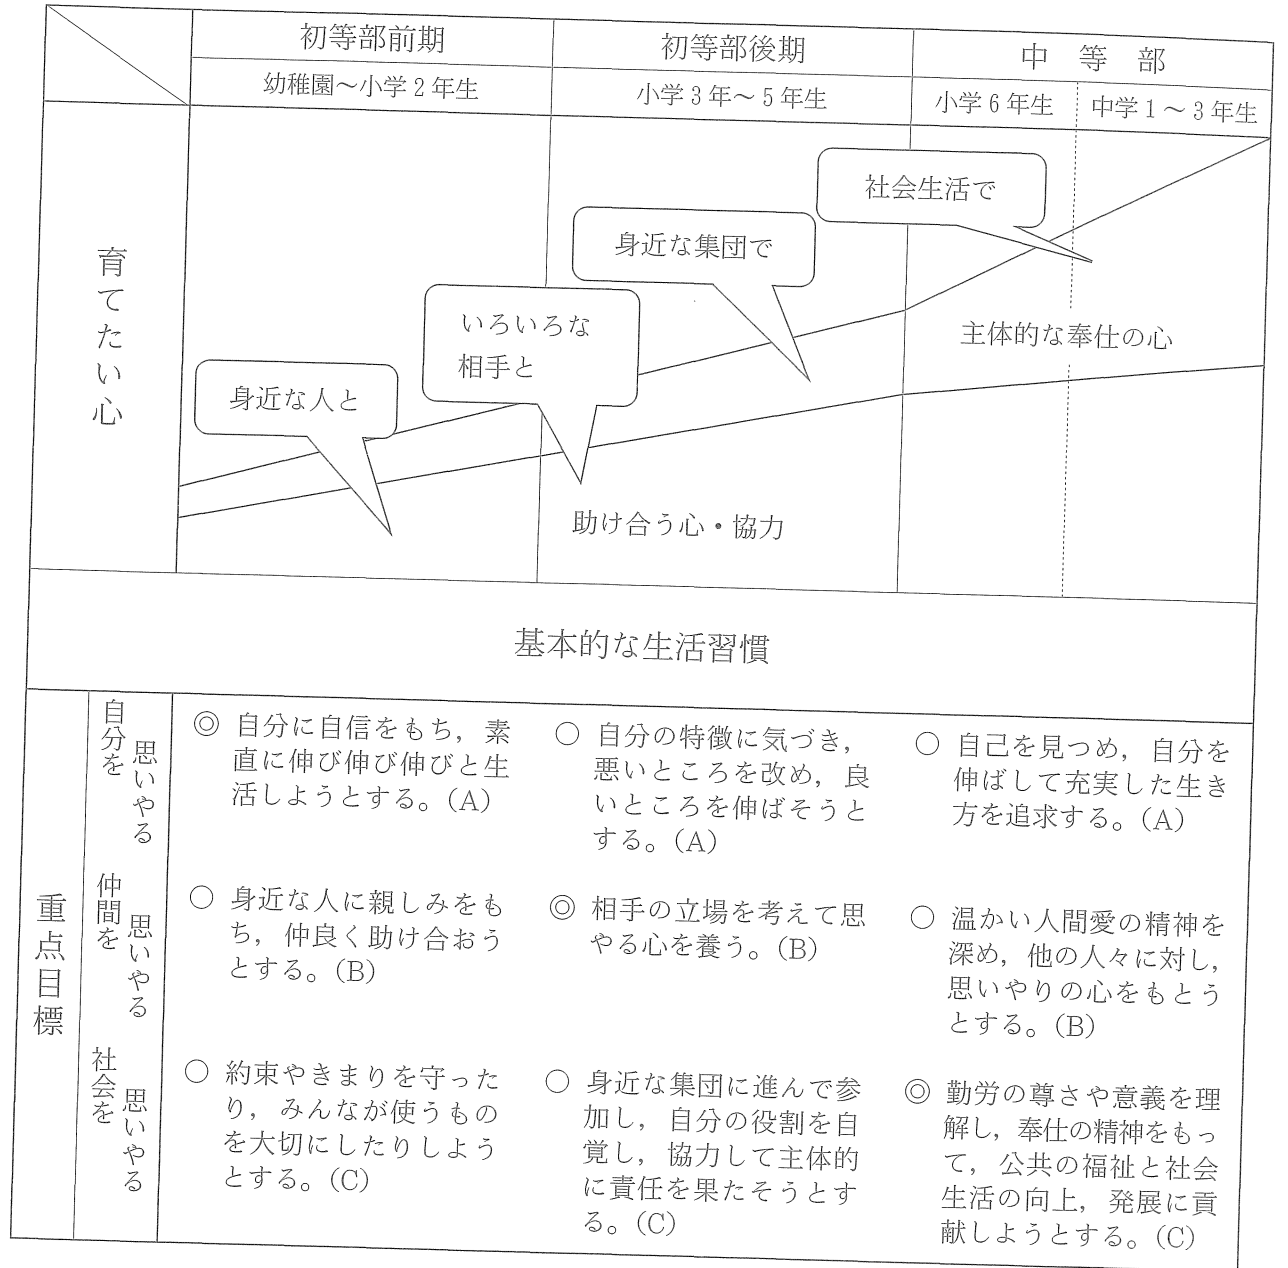 初等部前期
初等部後期
中等部
幼稚園～小学2年生
小学3年～5年生
小学6年生
中学1～3年生
育てたい心
社会生活で
身近な集団で
いろいろな
相手と
身近な人と
主体的な奉仕の心
助け合う心・協力
基本的な生活習慣
重点目標
自分を
思いやる
◎ 自分に自信をもち，素
直に伸び伸び伸びと生
活しようとする。（A）
○ 自分の特徴に気づき，
悪いところを改め，良
いところを伸ばそうと
する。（A）
○ 自己を見つめ，自分を
伸ばして充実した生き
方を追求する。（A）
仲間を
思いやる
○ 身近な人に親しみをも
ち，仲良く助け合おう
とする。（B）
◎ 相手の立場を考えて思
やる心を養う。（B）
○ 温かい人間愛の精神を
深め，他の人々に対し，
思いやりの心をもとう
とする。（B）
社会を
思いやる
○ 約束やきまりを守った
り，みんなが使うもの
を大切にしたりしよう
とする。（C）
○ 身近な集団に進んで参
加し，自分の役割を自
覚し，協力して主体的
に責任を果たそうとす
る。（C）
◎ 勤労の尊さや意義を理
解し，奉仕の精神をもっ
て，公共の福祉と社会
生活の向上，発展に貢
献しようとする。（C）